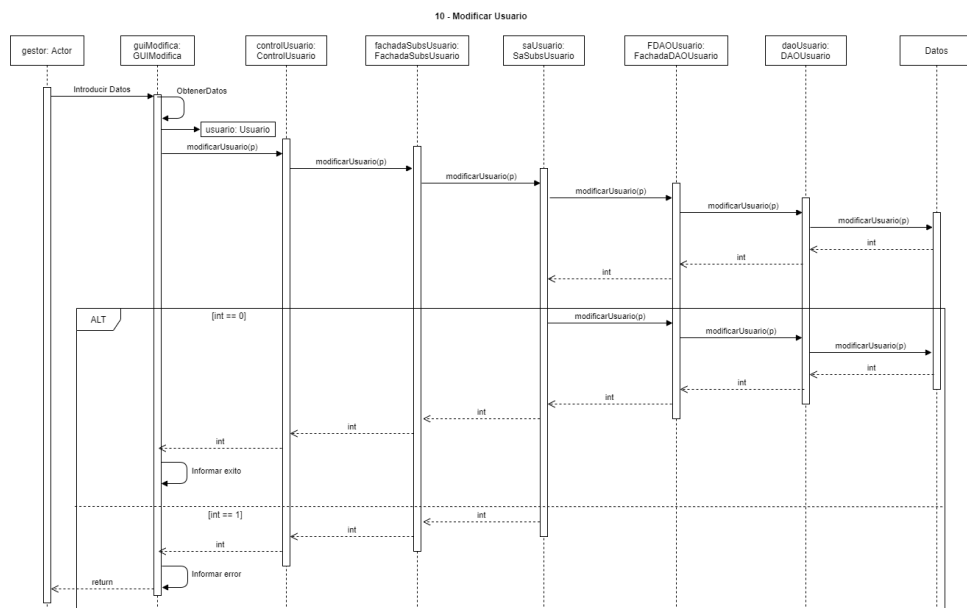 10 - Modificar Usuario
gestor: Actor
guiModifica:
GUIModifica
controlUsuario:
ControlUsuario
fachadaSubsUsuario:
FachadaSubsUsuario
saUsuario:
SaSubsUsuario
FDAOUsuario:
FachadaDAOUsuario
daoUsuario:
DAOUsuario
Datos
Introducir Datos
ObtenerDatos
usuario: Usuario
modificarUsuario(p)
modificarUsuario(p)
modificarUsuario(p)
modificarUsuario(p)
modificarUsuario(p)
modificarUsuario(p)
int
int
int
ALT
[int == 0]
modificarUsuario(p)
modificarUsuario(p)
modificarUsuario(p)
int
int
int
int
int
int
Informar exito
[int == 1]
int
int
int
Informar error
return